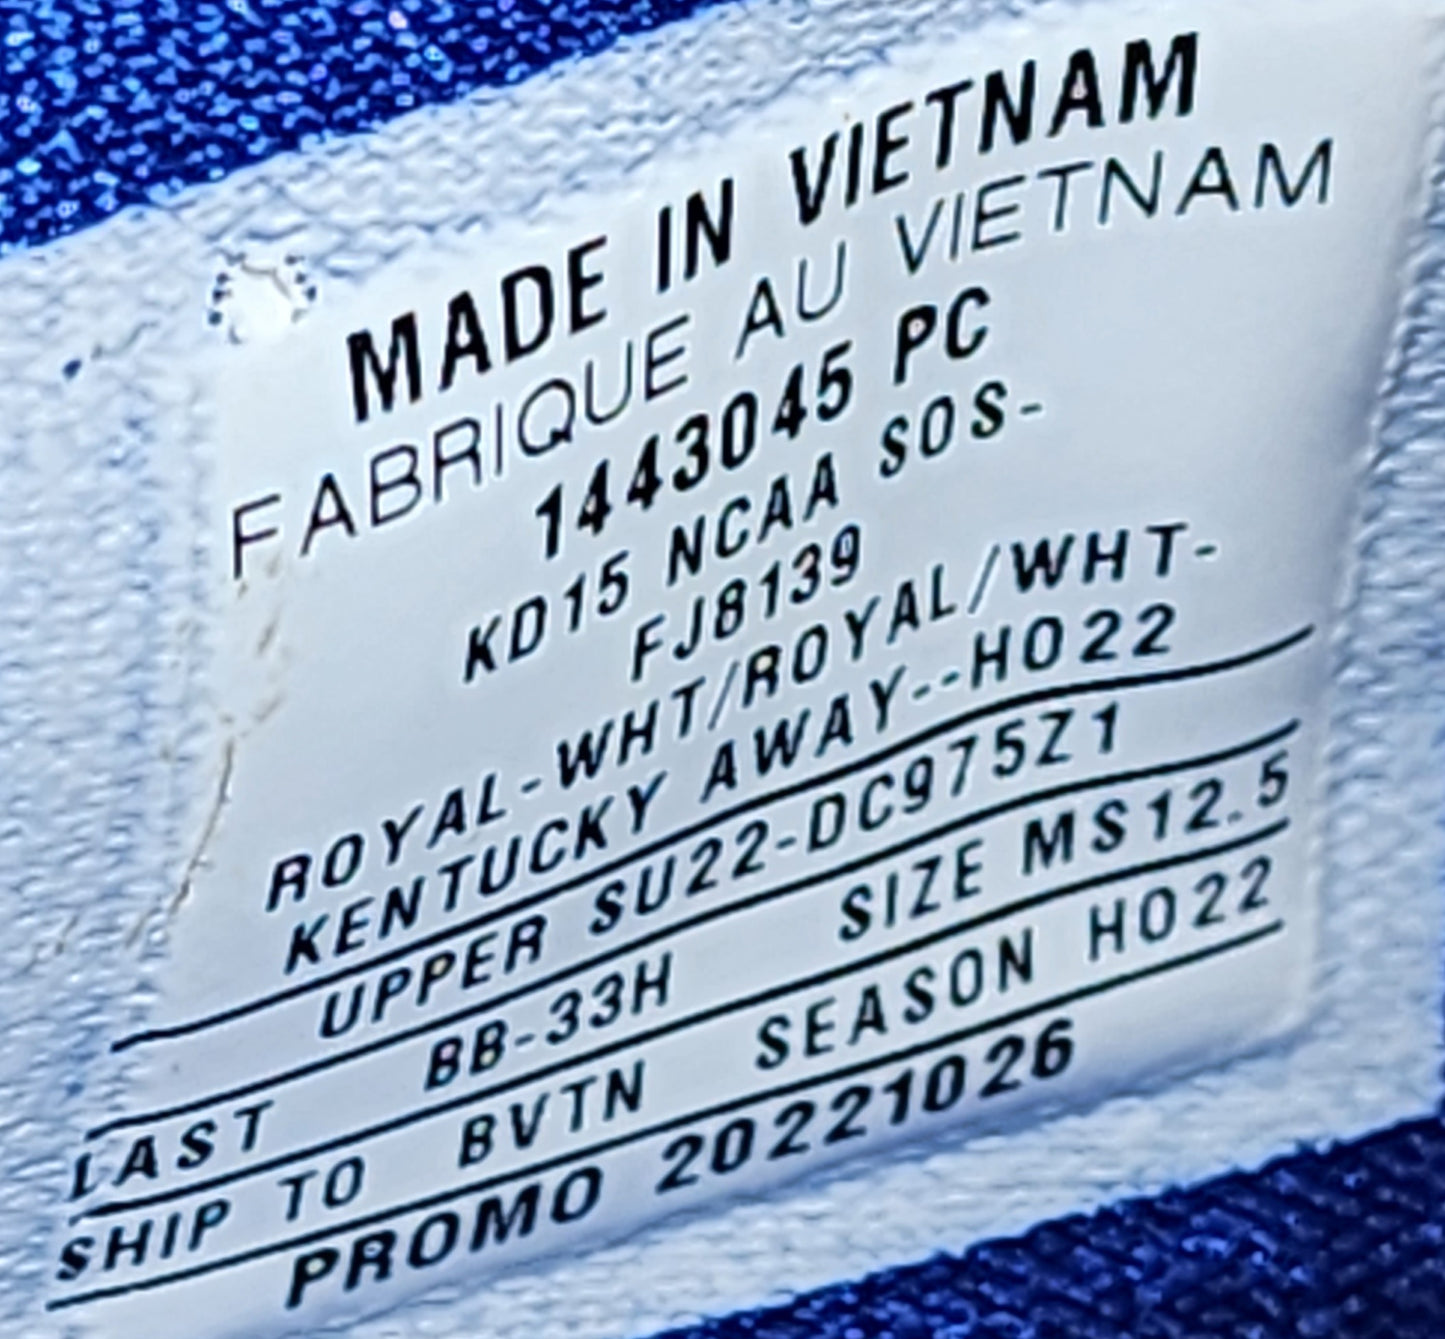 MADE IN VIETNAM
FABRIQUE AU VIETNAM
1443045 PC
KD15 NCAA SOS-
FJ8139
ROYAL-WHT/ROYAL/WHT-
KENTUCKY AWAY--HO22
UPPER SU22-DC975Z1
LAST BB-33H SIZE MS12.5
SHIP TO BVTN SEASON HO22
PROMO 20221026